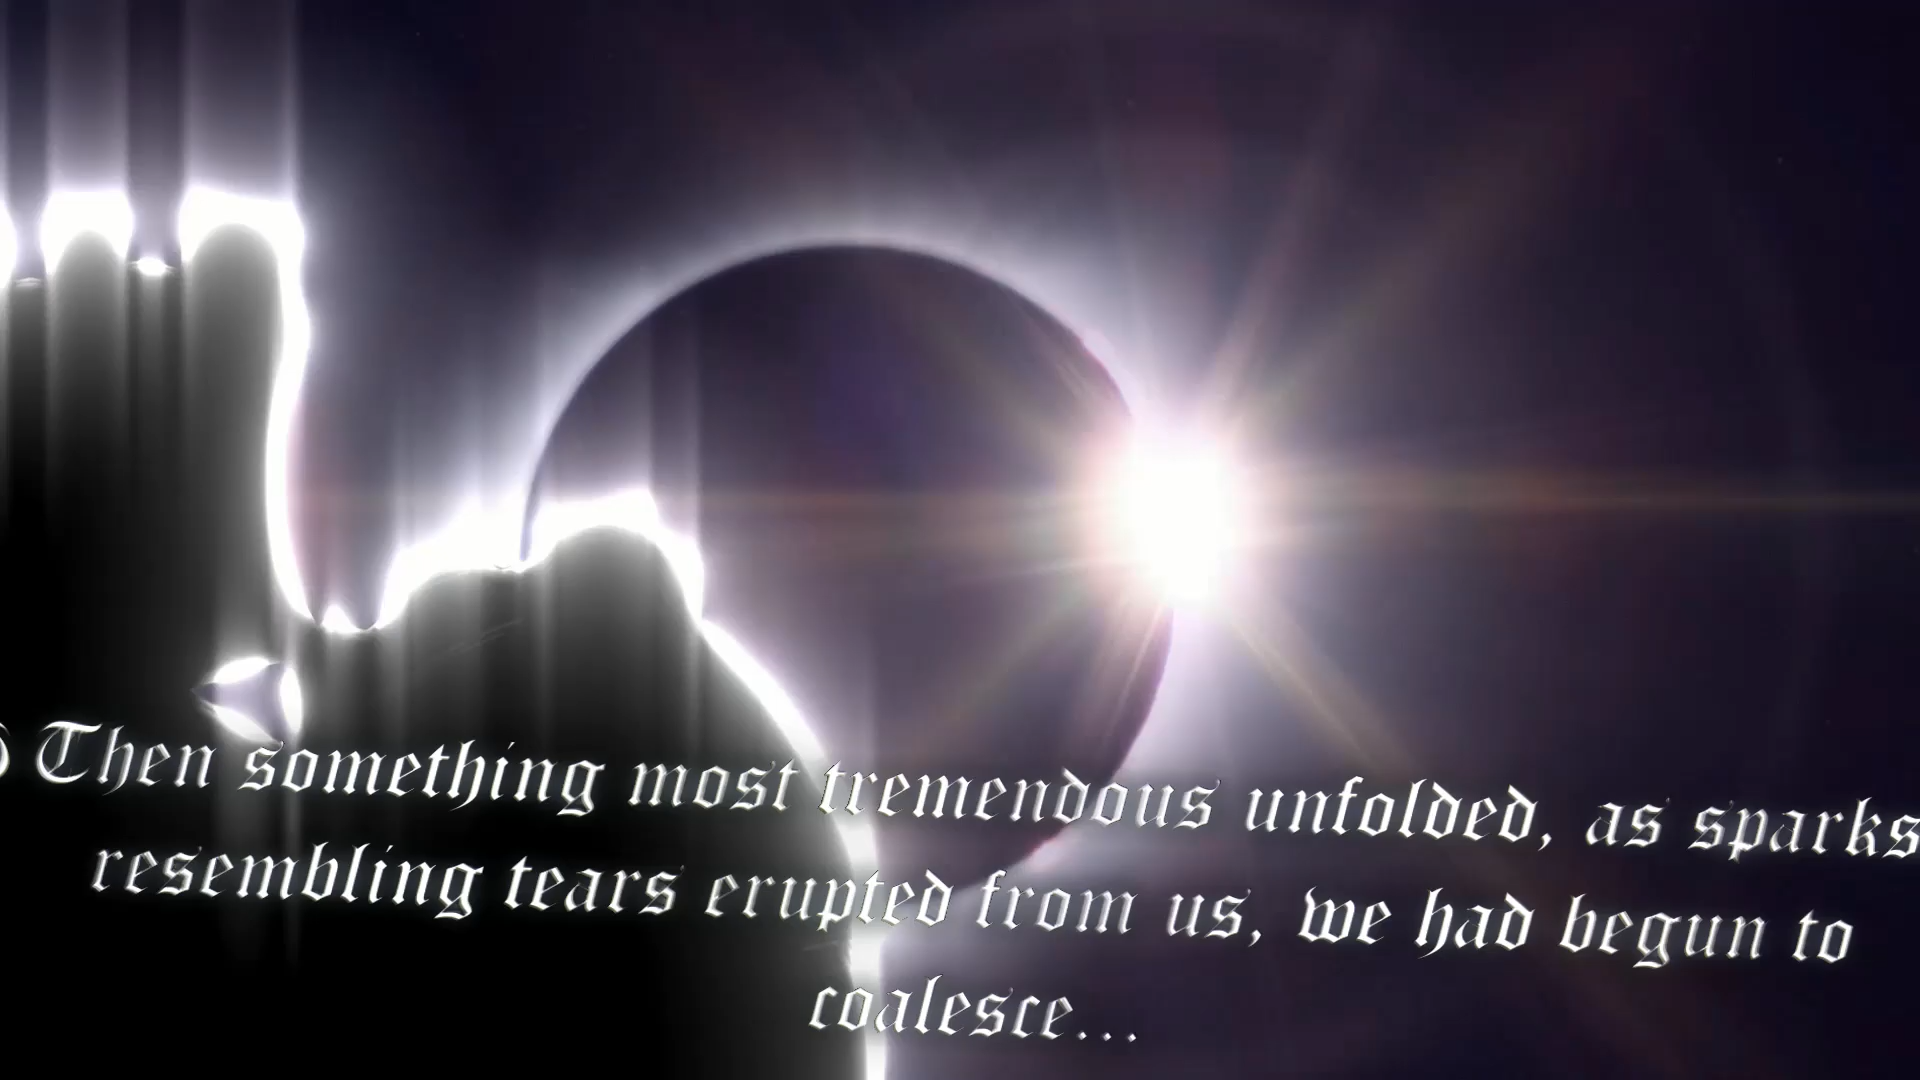 ) Then something most tremendous unfolded, as sparks
resembling tears erupted from us, we had begun to
coalesce...